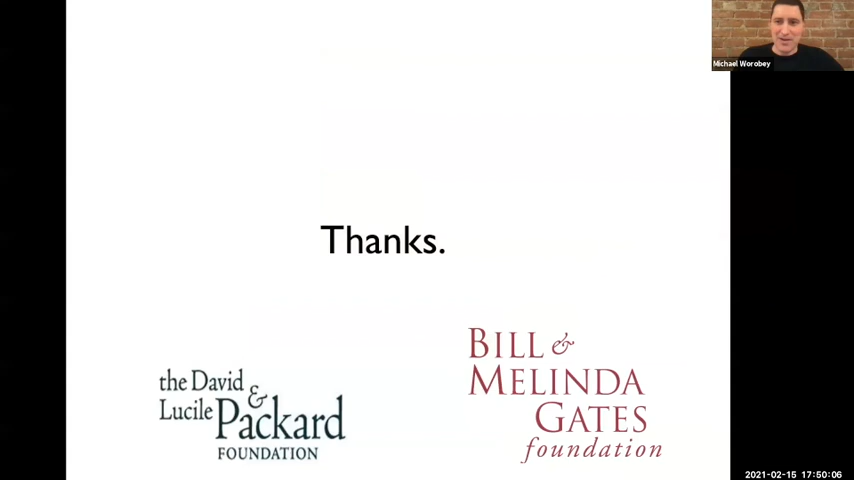 Michael Worobey
Thanks.
the David
& 
Lucile Packard
FOUNDATION
BILL &
MELINDA
GATES
foundation
2021-02-15 17:50:06